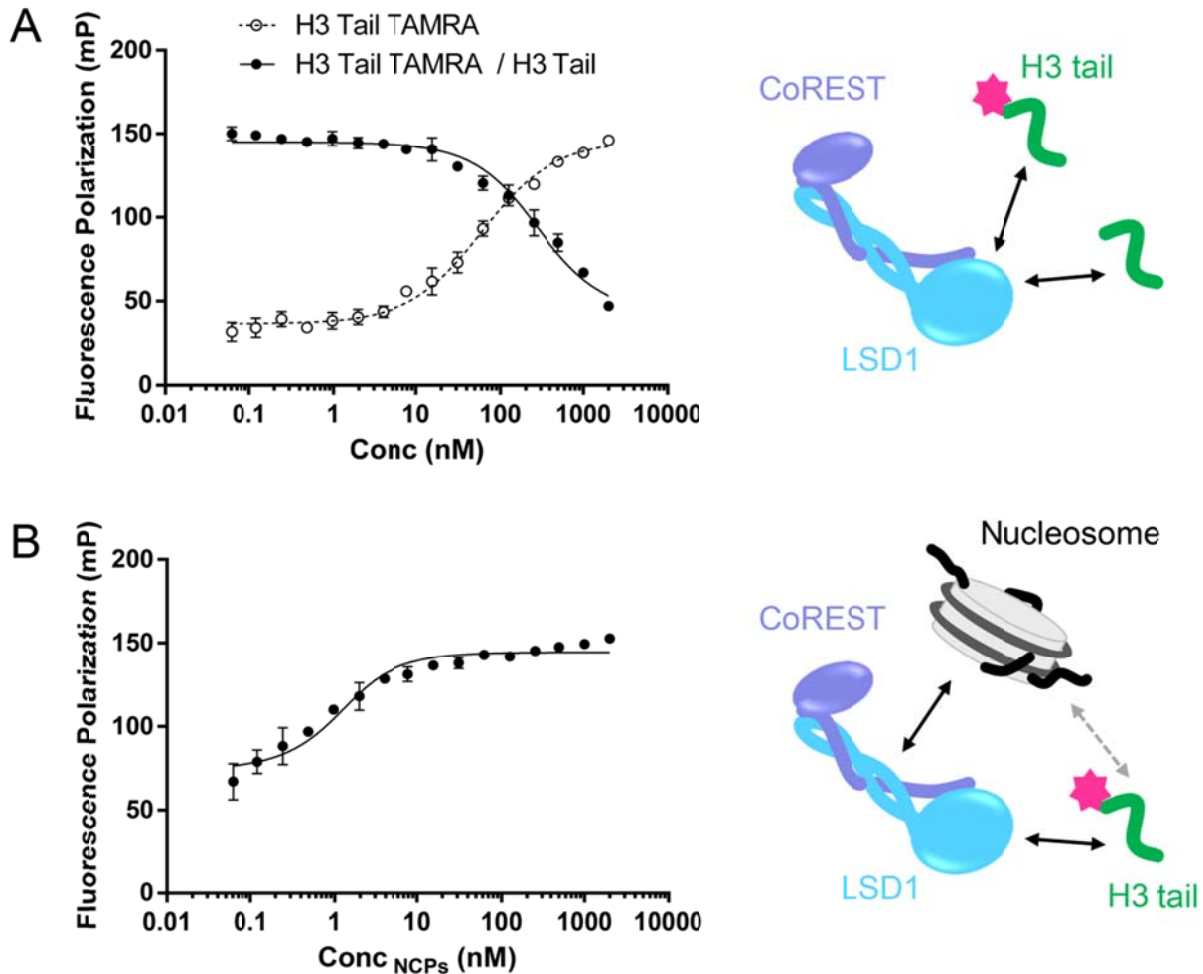 A
H3 Tail TAMRA
H3 Tail TAMRA / H3 Tail
Fluorescence Polarization (mP)
200
150
100
50
0
0.01 0.1 1 10 100 1000 10000
Conc (nM)
CoREST
H3 tail
LSD1
B
Fluorescence Polarization (mP)
200
150
100
50
0
0.01 0.1 1 10 100 1000 10000
Conc NCPs (nM)
Nucleosome
CoREST
LSD1
H3 tail